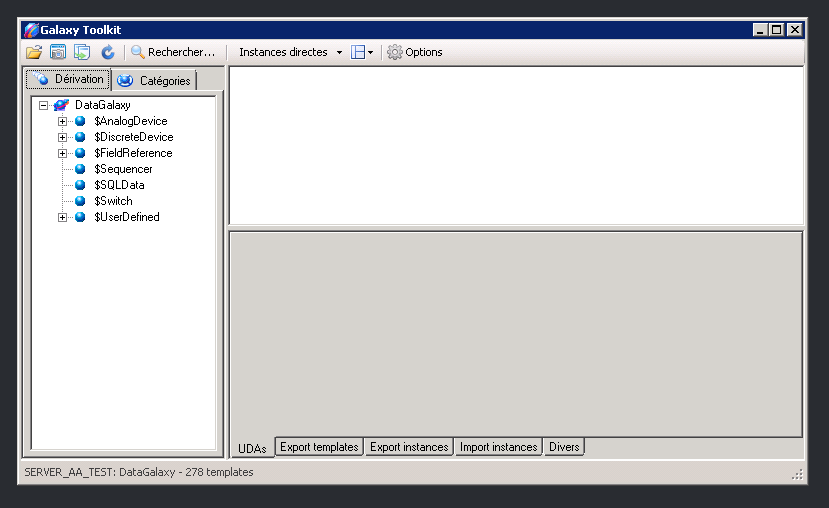 Galaxy Toolkit
Rechercher... Instances directes Options
Dérivation Catégories
DataGalaxy
$AnalogDevice
$DiscreteDevice
$FieldReference
$Sequencer
$SQLData
$Switch
$UserDefined
UDAs Export templates Export instances Import instances Divers
SERVER_AA_TEST: DataGalaxy - 278 templates